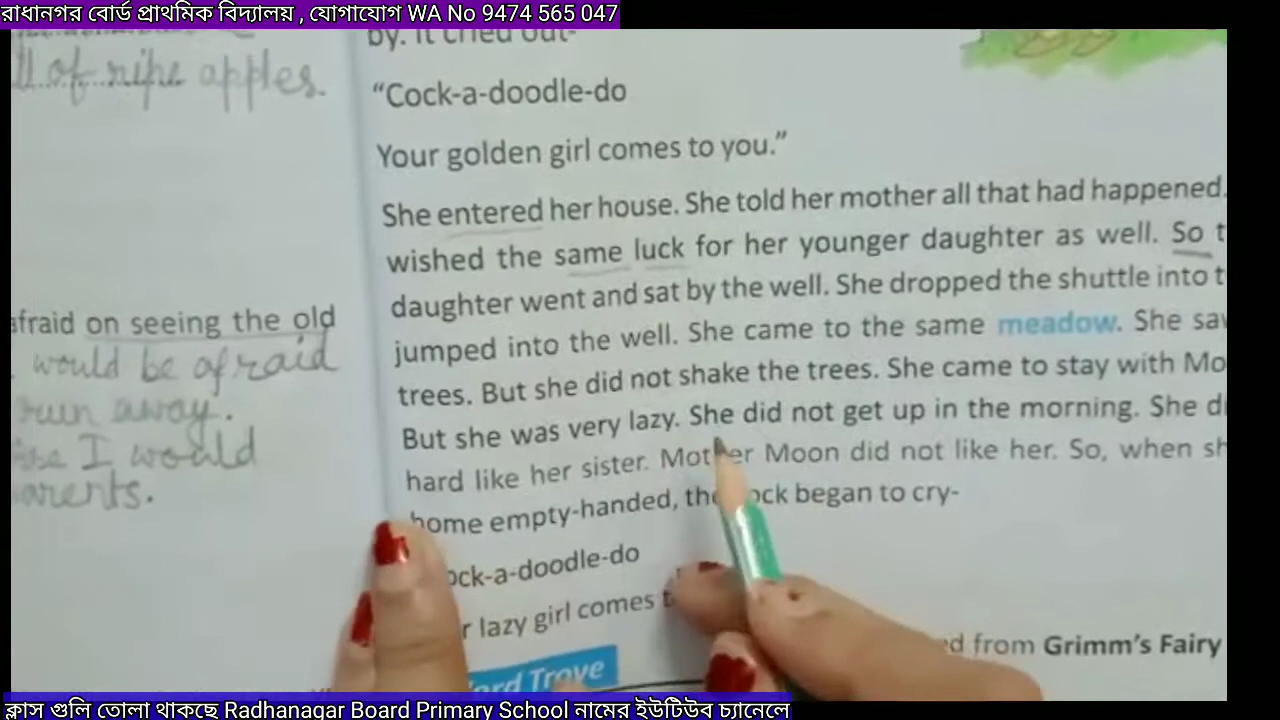 রাধানগর বোর্ড প্রাথমিক বিদ্যালয় , যোগাযোগ WA No 9474 565 047
of ripe apples.
afraid on seeing the old
would be afraid
run away.
I would
by. It cried out-
"Cock-a-doodle-do
Your golden girl comes to you."
She entered her house. She told her mother all that had happened.
wished the same luck for her younger daughter as well. So
daughter went and sat by the well. She dropped the shuttle into
jumped into the well. She came to the same meadow. She
trees. But she did not shake the trees. She came to stay with
But she was very lazy. She did not get up in the morning. She
hard like her sister. Mother Moon did not like her. So, when
home empty-handed, the cock began to cry-
ock-a-doodle-do
lazy girl comes
from Grimm's Fairy
Word Trove
ক্লাস গুলি তোলা থাকছে Radhanagar Board Primary School নামের ইউটিউব চ্যানেলে